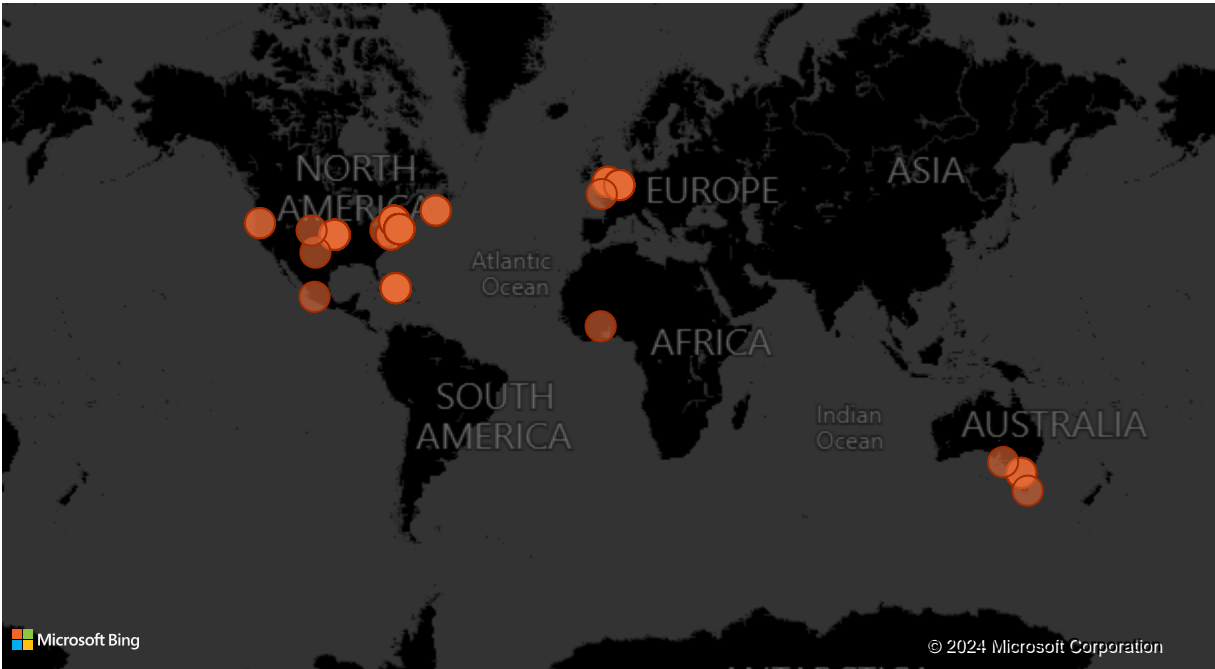 NORTH
AMERICA
EUROPE
ASIA
Atlantic
Ocean
AFRICA
SOUTH
AMERICA
Indian
Ocean
AUSTRALIA
Microsoft Bing
© 2024 Microsoft Corporation